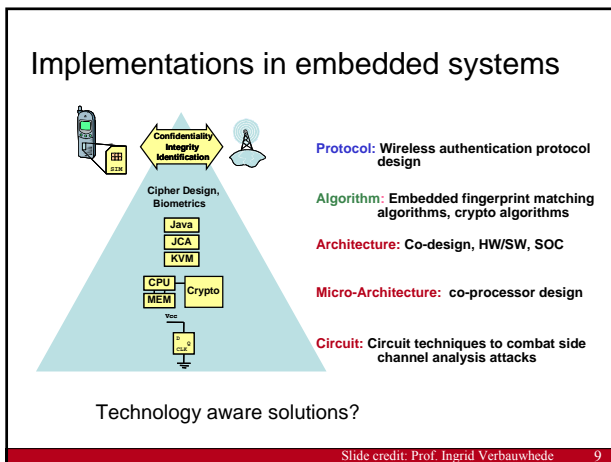 Implementations in embedded systems
SIM
Confidentiality
Integrity
Identification
Cipher Design,
Biometrics
Java
JCA
KVM
CPU
MEM
Crypto
Vcc
D
Q
CLK
Protocol: Wireless authentication protocol
design
Algorithm: Embedded fingerprint matching
algorithms, crypto algorithms
Architecture: Co-design, HW/SW, SOC
Micro-Architecture: co-processor design
Circuit: Circuit techniques to combat side
channel analysis attacks
Technology aware solutions?
Slide credit: Prof. Ingrid Verbauwhede 9